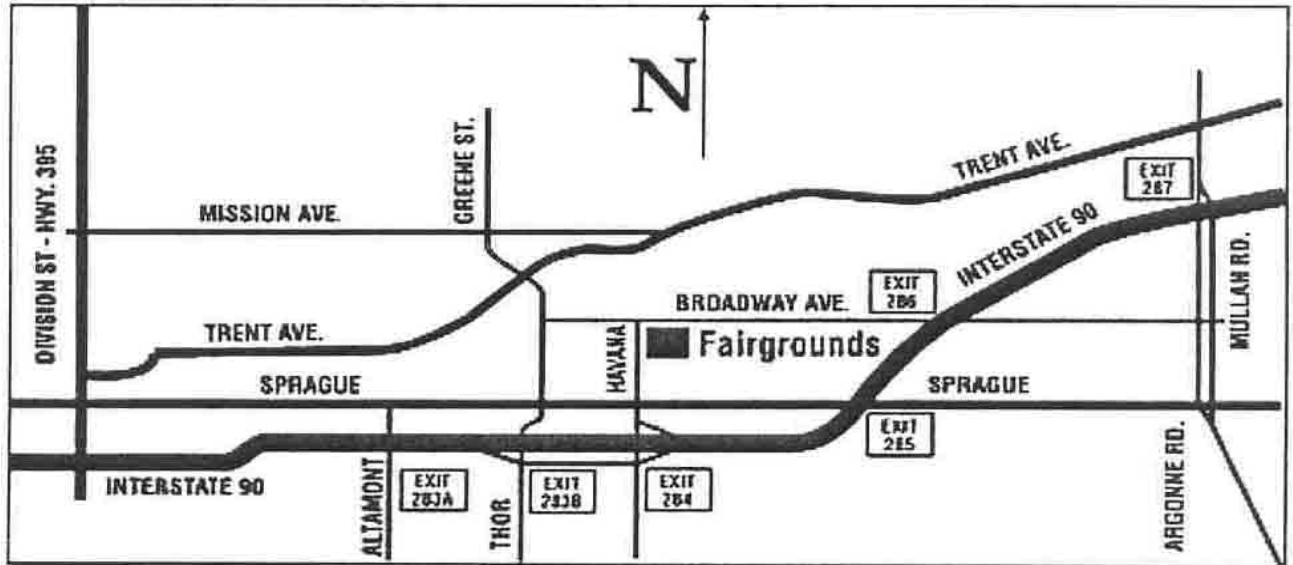 N
DIVISION ST - HWY. 395
GREENE ST.
TRENT AVE.
EXIT
287
MISSION AVE.
INTERSTATE 90
EXIT
286
BROADWAY AVE.
MULLAN RD.
TRENT AVE.
HAVANA
Fairgrounds
SPRAGUE
SPRAGUE
EXIT
285
INTERSTATE 90
ALTAMONT
EXIT
283A
THOR
EXIT
283B
EXIT
284
ARGONNE RD.